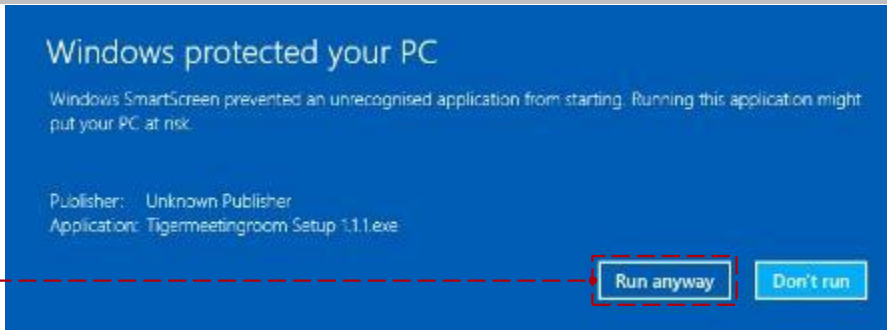 Windows protected your PC
Windows SmartScreen prevented an unrecognised application from starting. Running this application might
put your PC at risk.
Publisher: Unknown Publisher
Application: Tigermeetingroom Setup 1.1.1.exe
Run anyway
Don't run